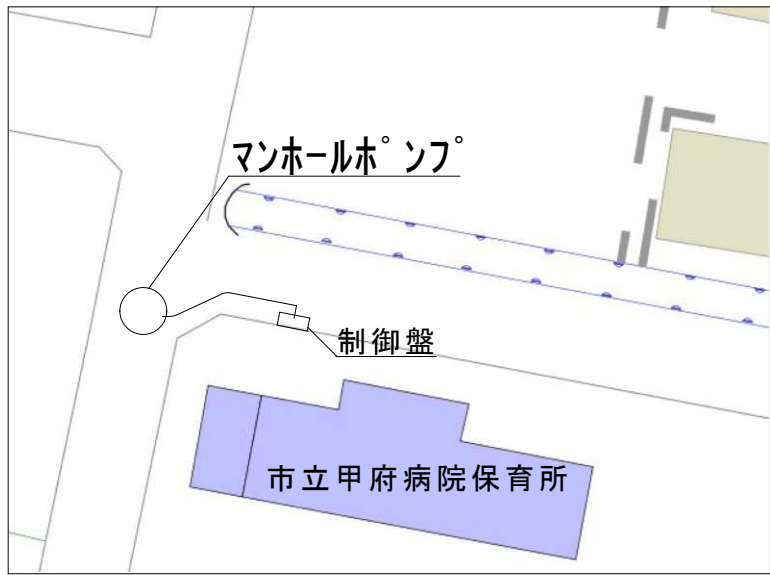 マンホールポンプ
制御盤
市立甲府病院保育所